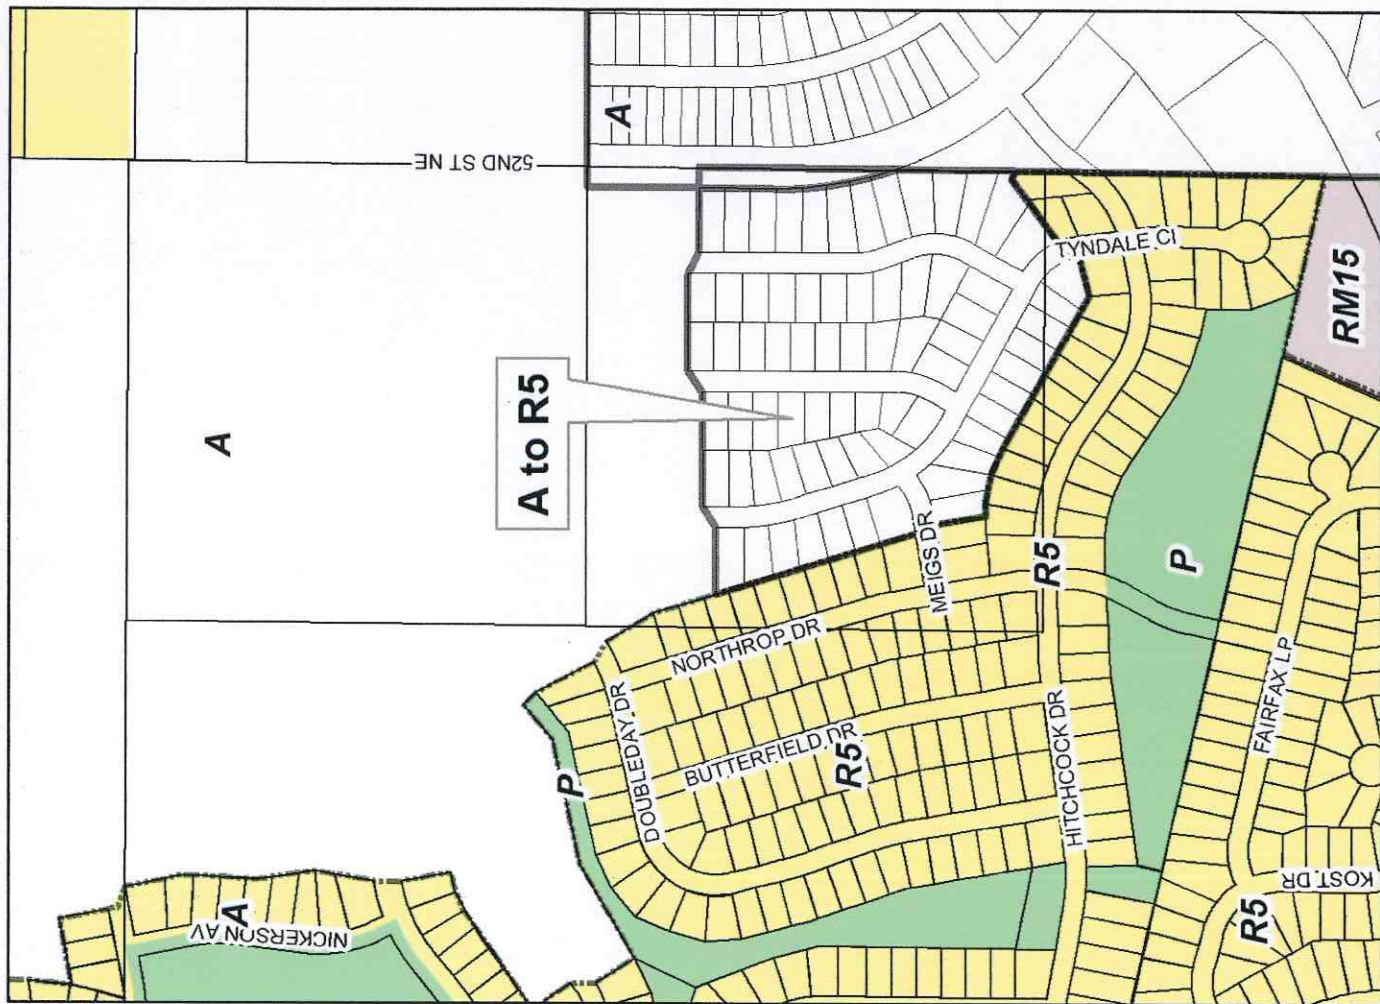 A
52ND ST NE
A
A to R5
TYNDALE CI
RM15
MEIGS DR
R5
P
NORTHROP DR
DOUBLEDAY DR
BUTTERFIELD DR
R5
P
HITCHCOCK DR
FAIRFAX LP
A
NICKERSON AV
KOST DR
R5